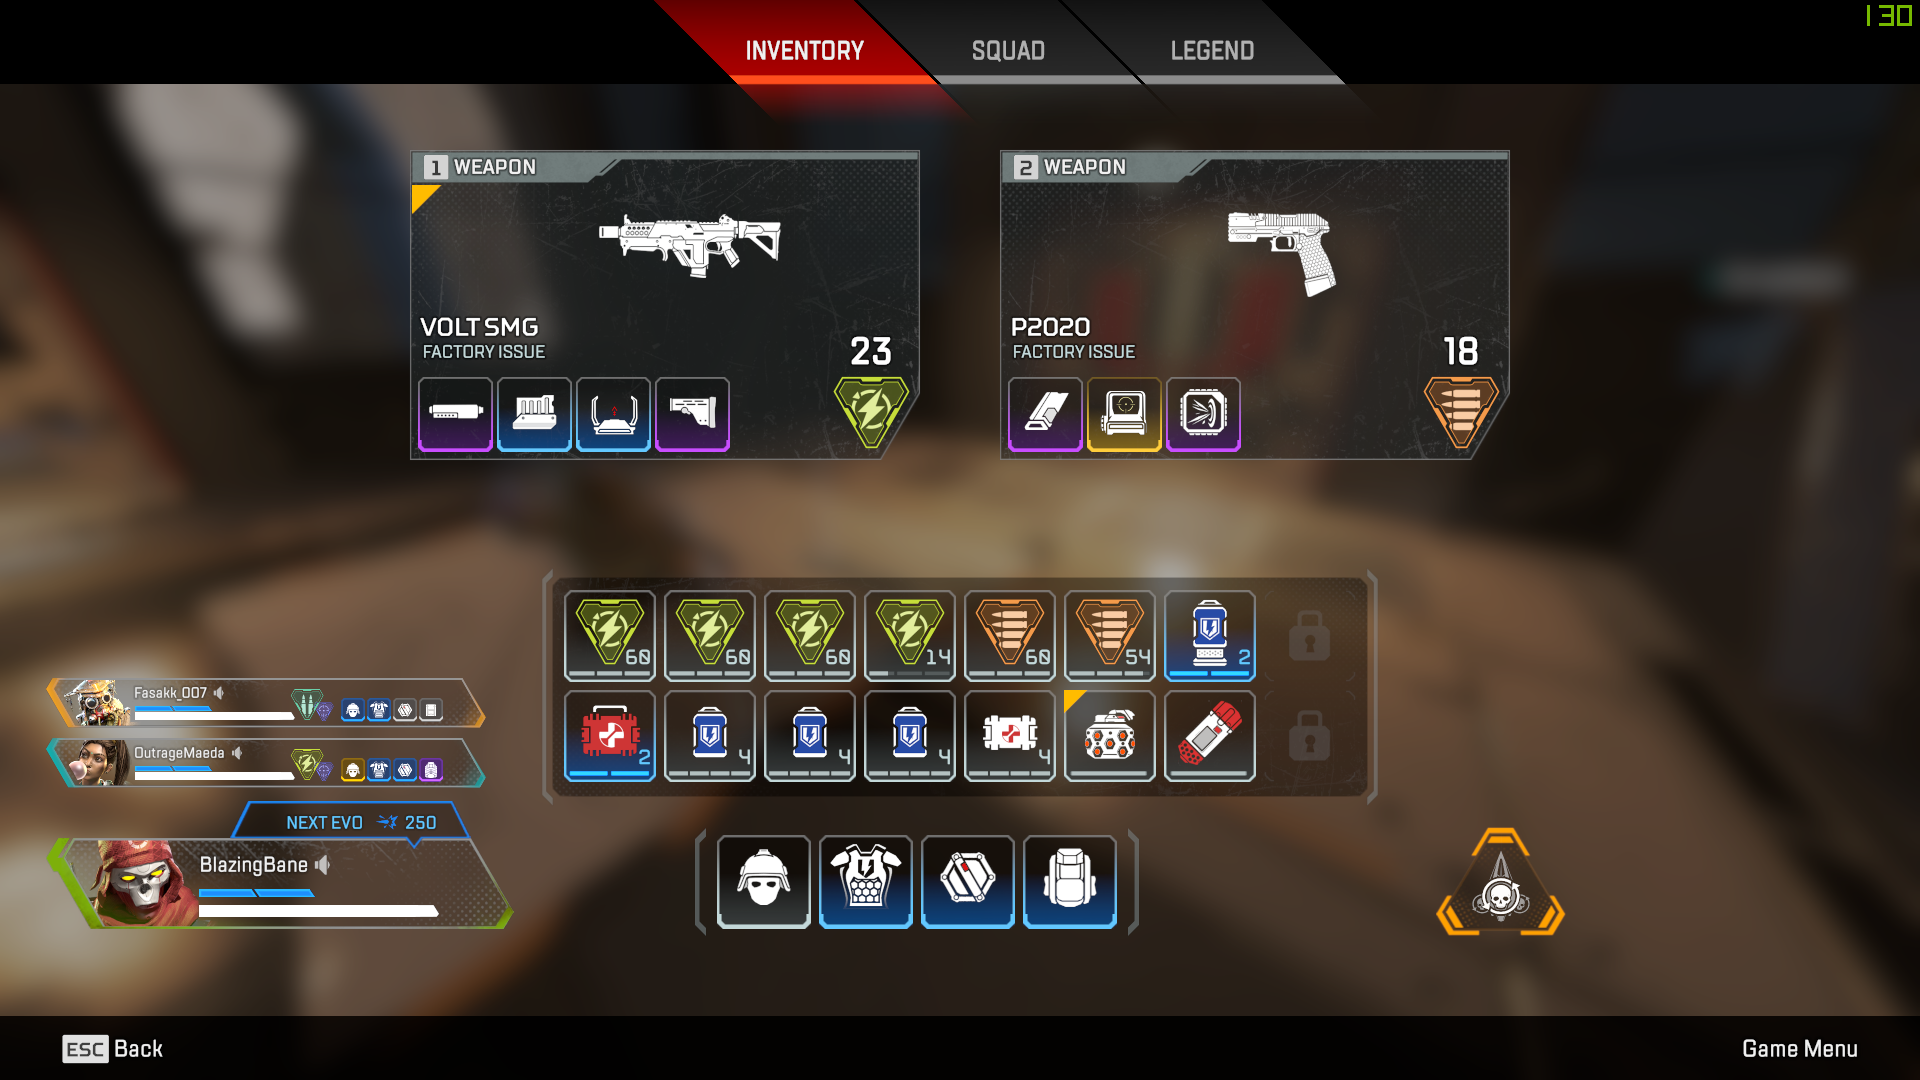 130
INVENTORY
SQUAD
LEGEND
1 WEAPON
VOLT SMG
FACTORY ISSUE
23
2 WEAPON
P2020
FACTORY ISSUE
18
60
60
60
14
60
54
2
2
4
4
4
4
Fasakk_007
OutrageMaeda
NEXT EVO 250
BlazingBane
ESC Back
Game Menu